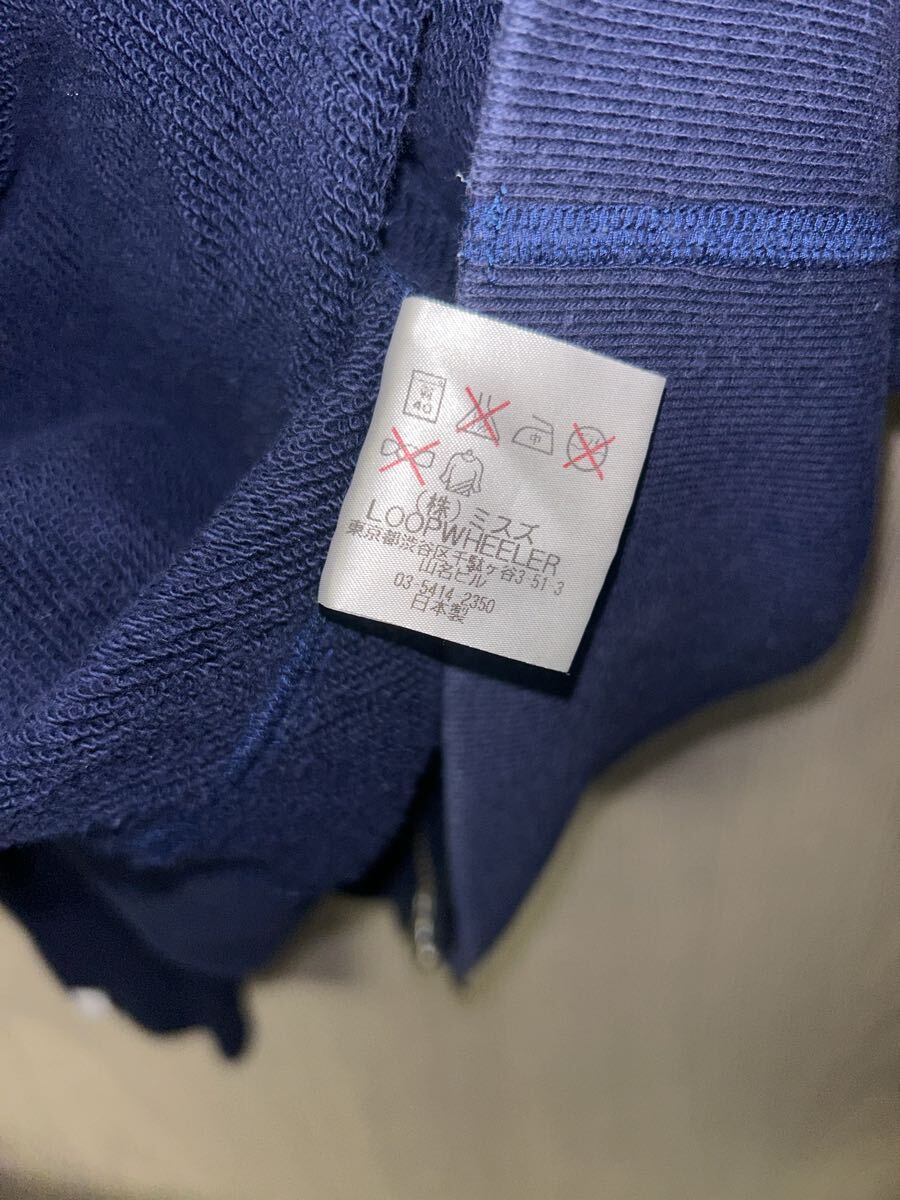 弱
40
中
(株)ミスズ
LOOPWHEELER
東京都渋谷区千駄ヶ谷3-51-3
山名ビル
03-5414-2350
日本製